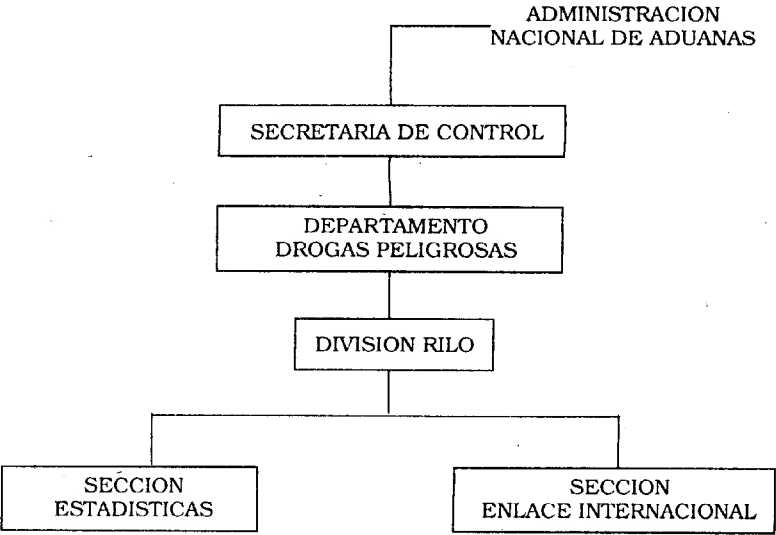 ADMINISTRACION
NACIONAL DE ADUANAS
SECRETARIA DE CONTROL
DEPARTAMENTO
DROGAS PELIGROSAS
DIVISION RILO
SECCION
ESTADISTICAS
SECCION
ENLACE INTERNACIONAL